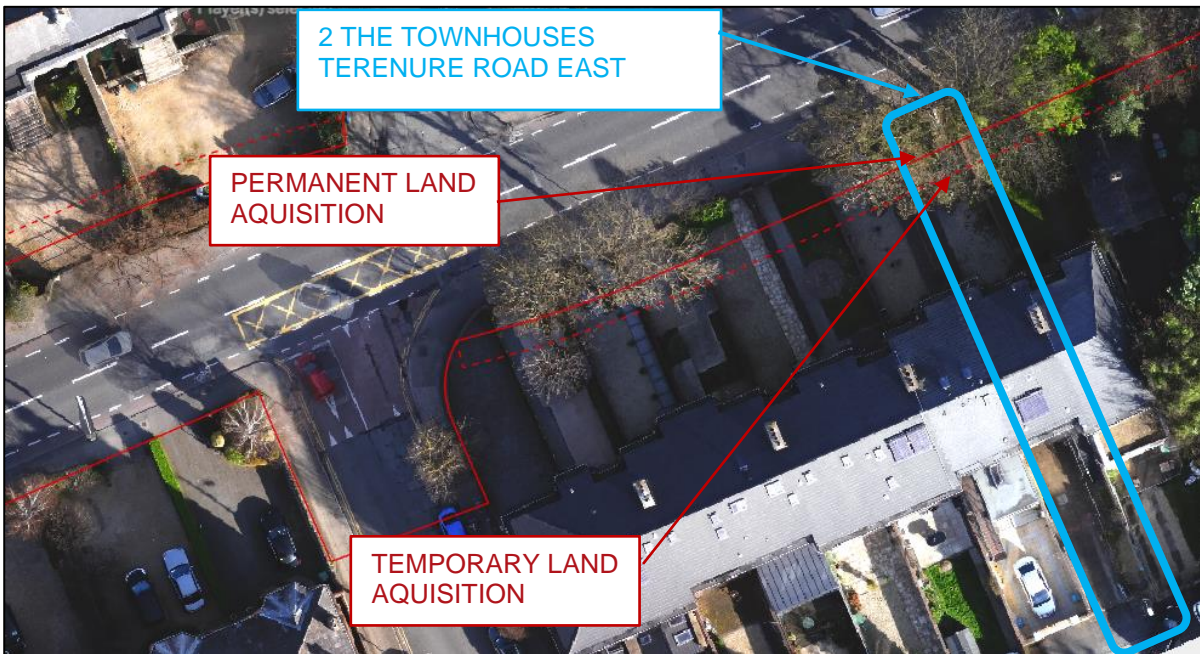 2 THE TOWNHOUSES
TERENURE ROAD EAST
PERMANENT LAND
AQUISITION
TEMPORARY LAND
AQUISITION